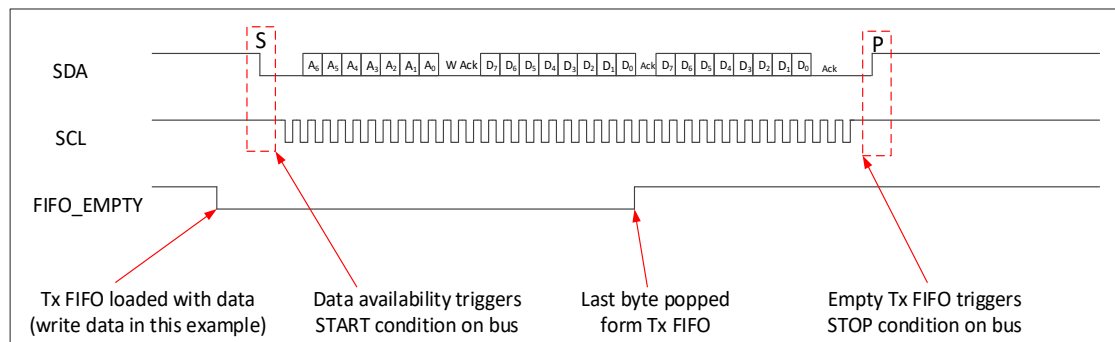 S P
SDA A6 A5 A4 A3 A2 A1 A0 W Ack D7 D6 D5 D4 D3 D2 D1 D0 Ack D7 D6 D5 D4 D3 D2 D1 D0 Ack
SCL
FIFO_EMPTY
Tx FIFO loaded with data
(write data in this example)
Data availability triggers
START condition on bus
Last byte popped
form Tx FIFO
Empty Tx FIFO triggers
STOP condition on bus